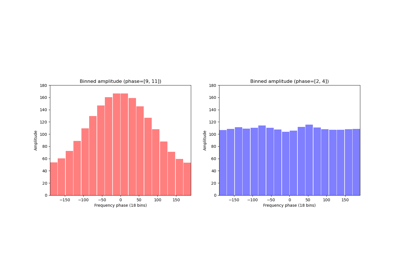 Binned amplitude (phase=[9, 11])
Amplitude
180
160
140
120
100
80
60
40
20
0
−150 −100 −50 0 50 100 150
Frequency phase (18 bins)
Binned amplitude (phase=[2, 4])
Amplitude
180
160
140
120
100
80
60
40
20
0
−150 −100 −50 0 50 100 150
Frequency phase (18 bins)